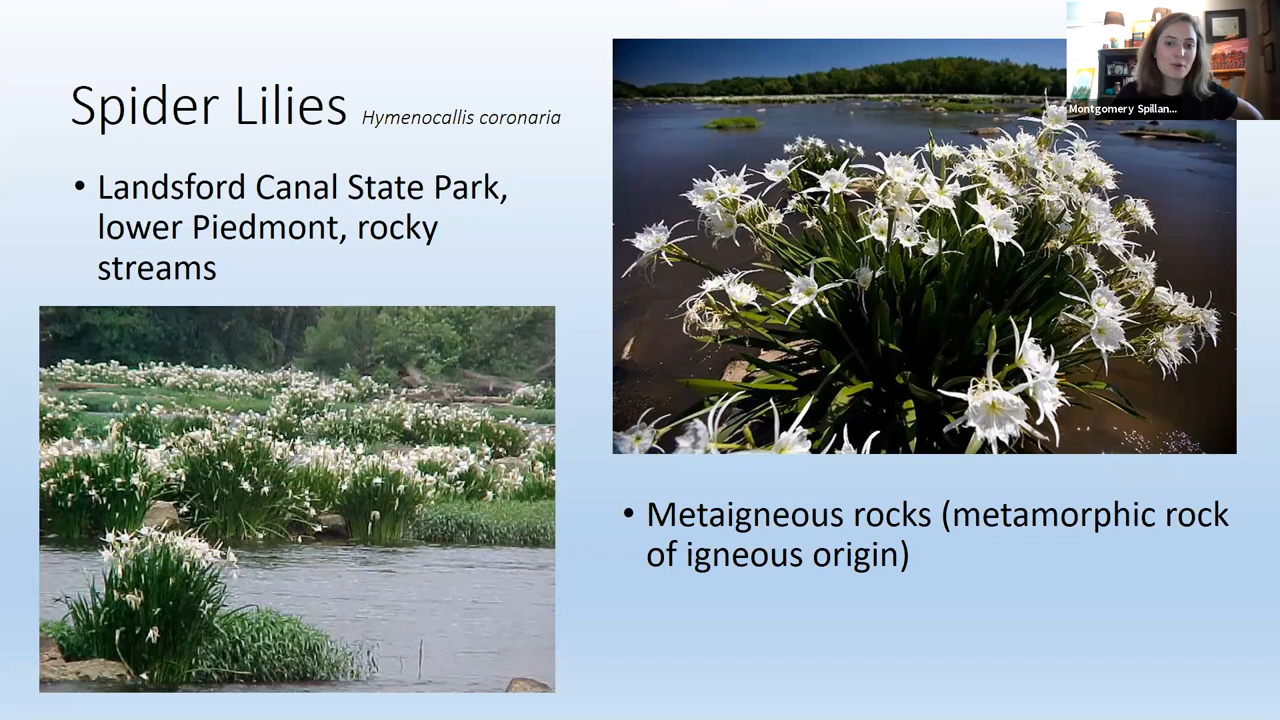 Spider Lilies Hymenocallis coronaria
• Landsford Canal State Park,
lower Piedmont, rocky
streams
• Metaigneous rocks (metamorphic rock
of igneous origin)
Montgomery Spillan...